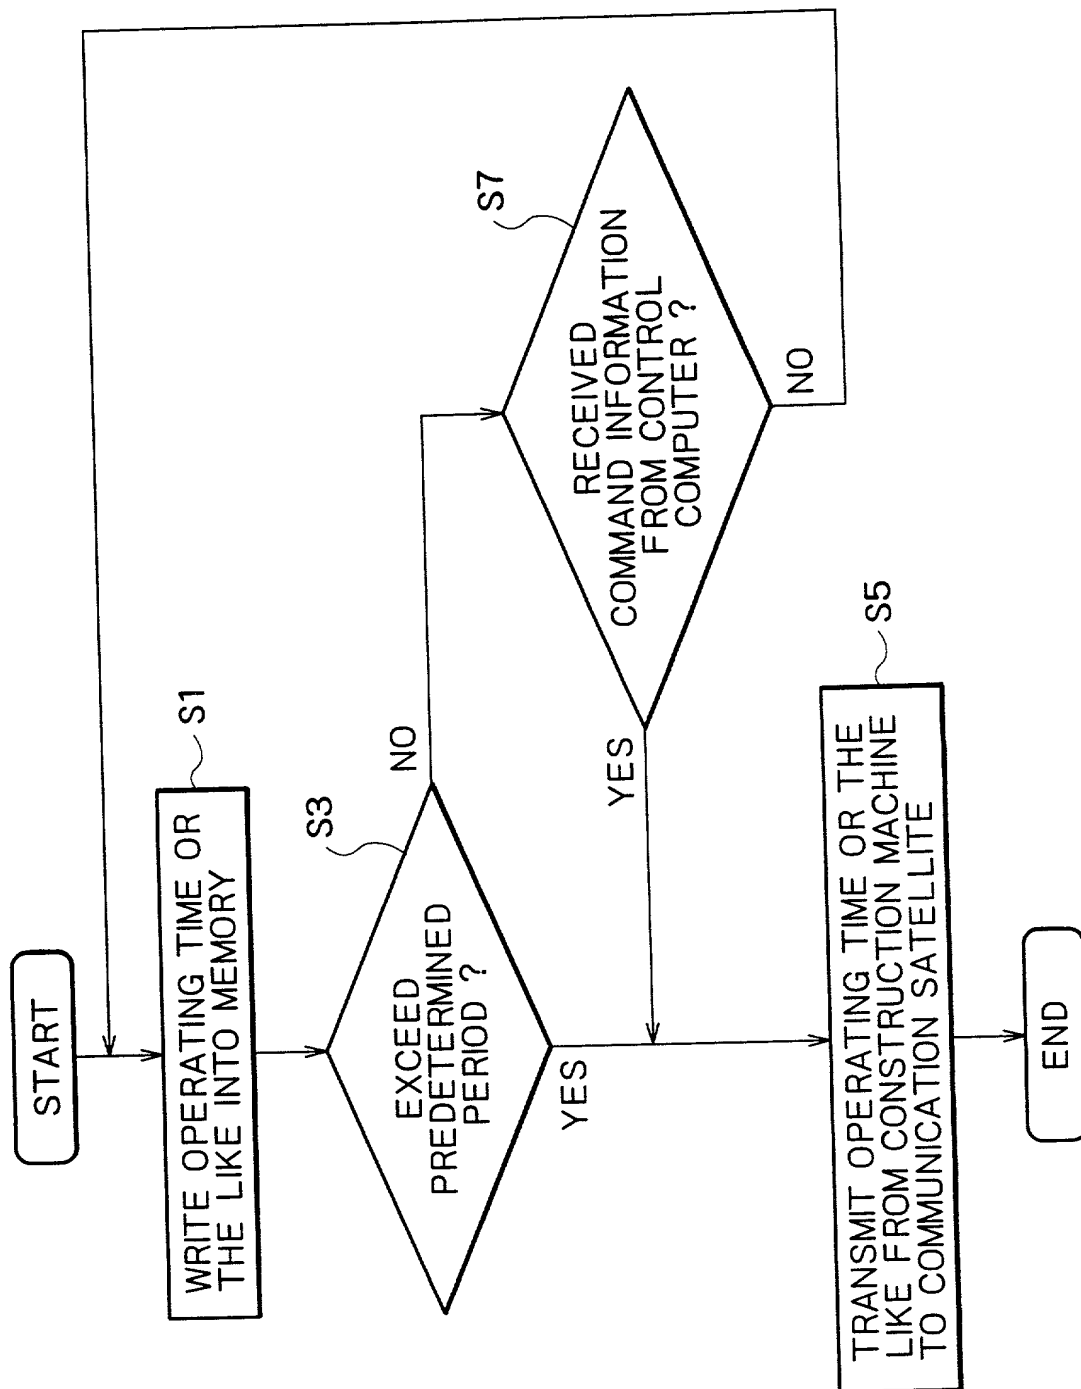 START
WRITE OPERATING TIME OR
THE LIKE INTO MEMORY
S1
EXCEED
PREDETERMINED
PERIOD ?
S3
NO
YES
RECEIVED
COMMAND INFORMATION
FROM CONTROL
COMPUTER ?
S7
NO
YES
TRANSMIT OPERATING TIME OR THE
LIKE FROM CONSTRUCTION MACHINE
TO COMMUNICATION SATELLITE
S5
END